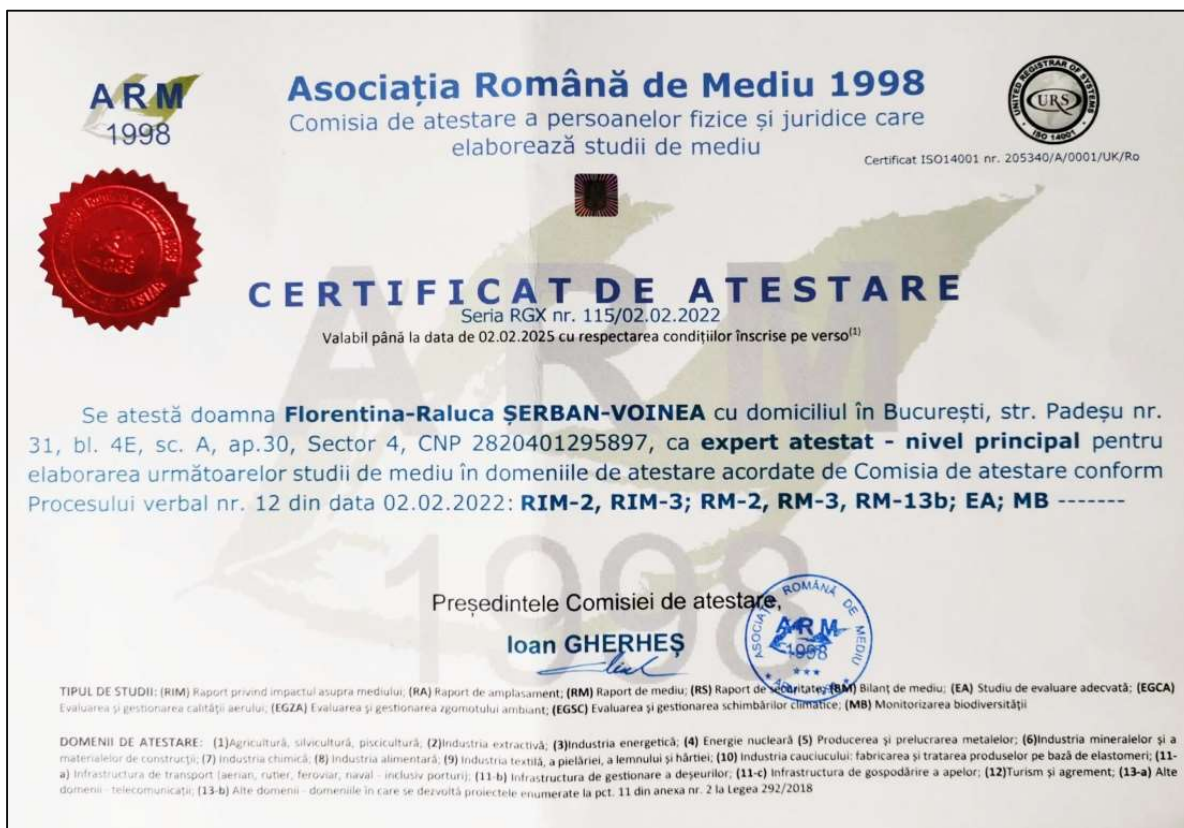 ARM
1998
Asociația Română de Mediu 1998
Comisia de atestare a persoanelor fizice și juridice care
elaborează studii de mediu
UNITED REGISTRAR OF SYSTEMS
URS
ISO 14001
Certificat ISO14001 nr. 205340/A/0001/UK/Ro
CERTIFICAT DE ATESTARE
Seria RGX nr. 115/02.02.2022
Valabil până la data de 02.02.2025 cu respectarea condițiilor înscrise pe verso(1)
Se atestă doamna Florentina-Raluca ȘERBAN-VOINEA cu domiciliul în București, str. Padeșu nr.
31, bl. 4E, sc. A, ap.30, Sector 4, CNP 2820401295897, ca expert atestat - nivel principal pentru
elaborarea următoarelor studii de mediu în domeniile de atestare acordate de Comisia de atestare conform
Procesului verbal nr. 12 din data 02.02.2022: RIM-2, RIM-3; RM-2, RM-3, RM-13b; EA; MB -------
Președintele Comisiei de atestare,
Ioan GHERHEȘ
ASOCIAȚIA ROMÂNĂ DE MEDIU
ARM
1998
TIPUL DE STUDII: (RIM) Raport privind impactul asupra mediului; (RA) Raport de amplasament; (RM) Raport de mediu; (RS) Raport de securitate; (BM) Bilanț de mediu; (EA) Studiu de evaluare adecvată; (EGCA)
Evaluarea și gestionarea calității aerului; (EGZA) Evaluarea și gestionarea zgomotului ambiant; (EGSC) Evaluarea și gestionarea schimbărilor climatice; (MB) Monitorizarea biodiversității
DOMENII DE ATESTARE: (1)Agricultură, silvicultură, piscicultură; (2)Industria extractivă; (3)Industria energetică; (4) Energie nucleară (5) Producerea și prelucrarea metalelor; (6)Industria mineralelor și a
materialelor de construcții; (7) Industria chimică; (8) Industria alimentară; (9) Industria textilă, a pielăriei, a lemnului și hârtiei; (10) Industria cauciucului: fabricarea și tratarea produselor pe bază de elastomeri; (11-
a) Infrastructura de transport (aerian, rutier, feroviar, naval - inclusiv porturi); (11-b) Infrastructura de gestionare a deșeurilor; (11-c) Infrastructura de gospodărire a apelor; (12)Turism și agrement; (13-a) Alte
domenii - telecomunicații; (13-b) Alte domenii - domeniile în care se dezvoltă proiectele enumerate la pct. 11 din anexa nr. 2 la Legea 292/2018